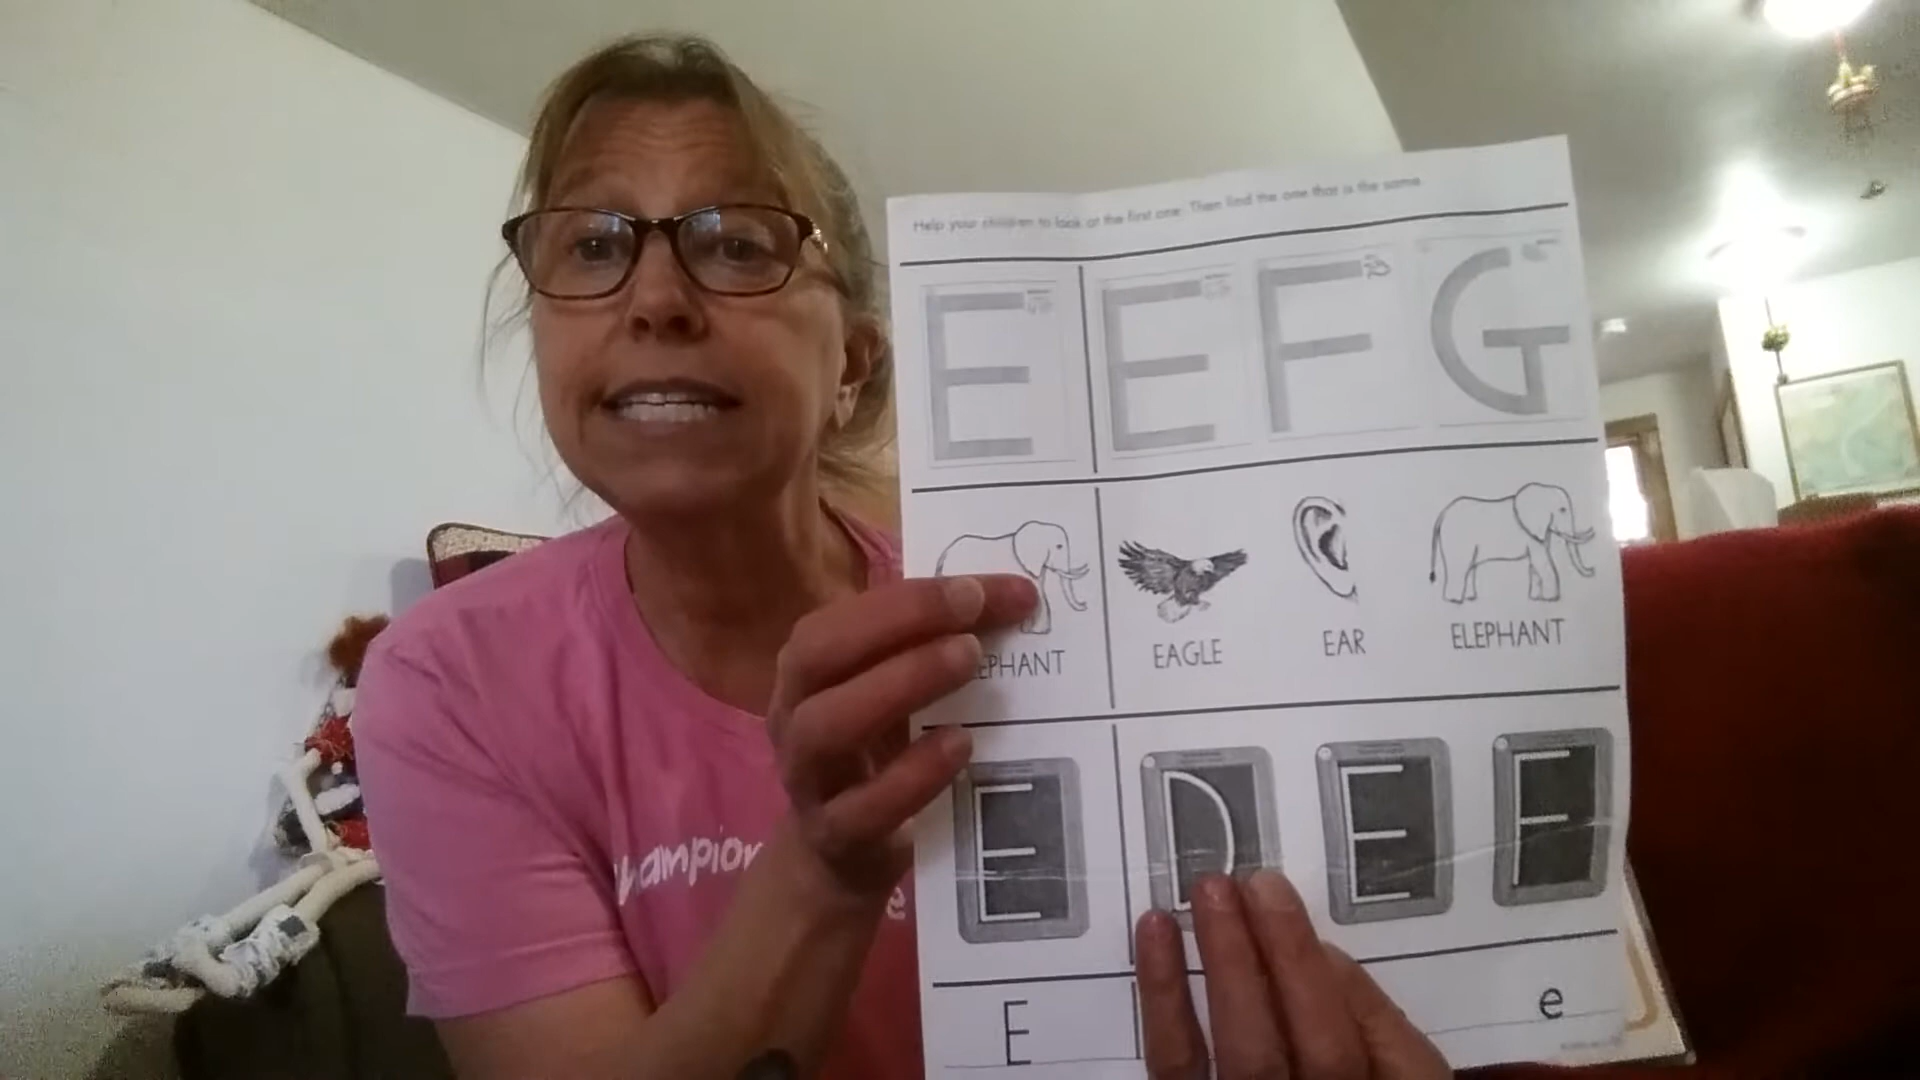 Help your children to look at the first one. Then find the one that is the same.
E E F G
EPHANT EAGLE EAR ELEPHANT
E D E F
E e
hampion
e